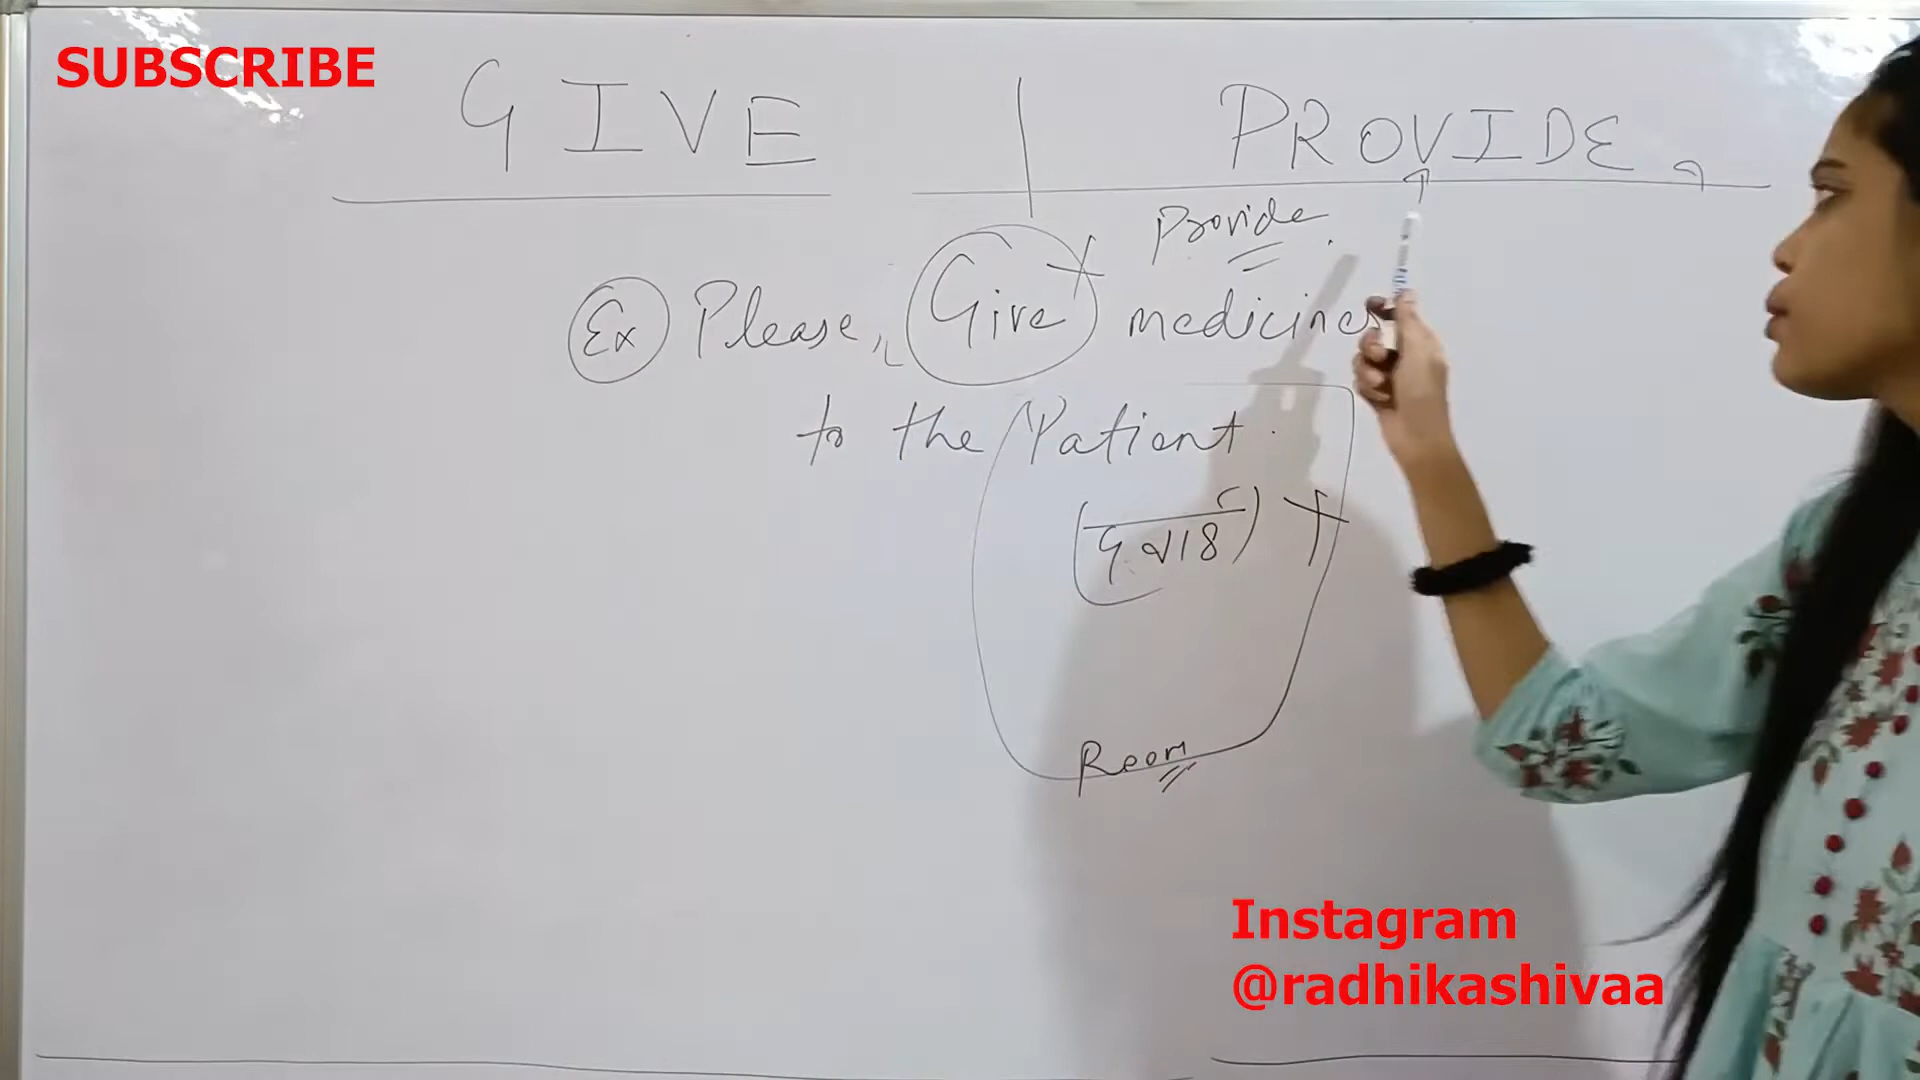 SUBSCRIBE
GIVE | PROVIDE
Provide
Ex Please, Give medicines
to the Patient.
Room
Instagram
@radhikashivaa